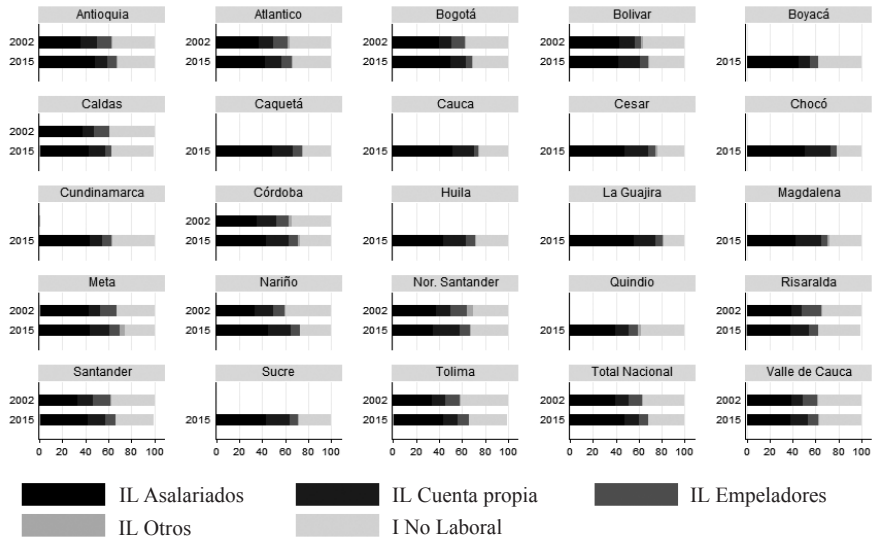 Antioquia Atlantico Bogotá Bolivar Boyacá
2002 2002 2002 2002
2015 2015 2015 2015 2015
Caldas Caquetá Cauca Cesar Chocó
2002
2015 2015 2015 2015 2015
Cundinamarca Córdoba Huila La Guajira Magdalena
2002
2015 2015 2015 2015 2015
Meta Nariño Nor. Santander Quindio Risaralda
2002 2002 2002 2002
2015 2015 2015 2015 2015
Santander Sucre Tolima Total Nacional Valle de Cauca
2002 2002 2002 2002
2015 2015 2015 2015 2015
0 20 40 60 80 100 0 20 40 60 80 100 0 20 40 60 80 100 0 20 40 60 80 100 0 20 40 60 80 100
IL Asalariados IL Cuenta propia IL Empeladores
IL Otros I No Laboral